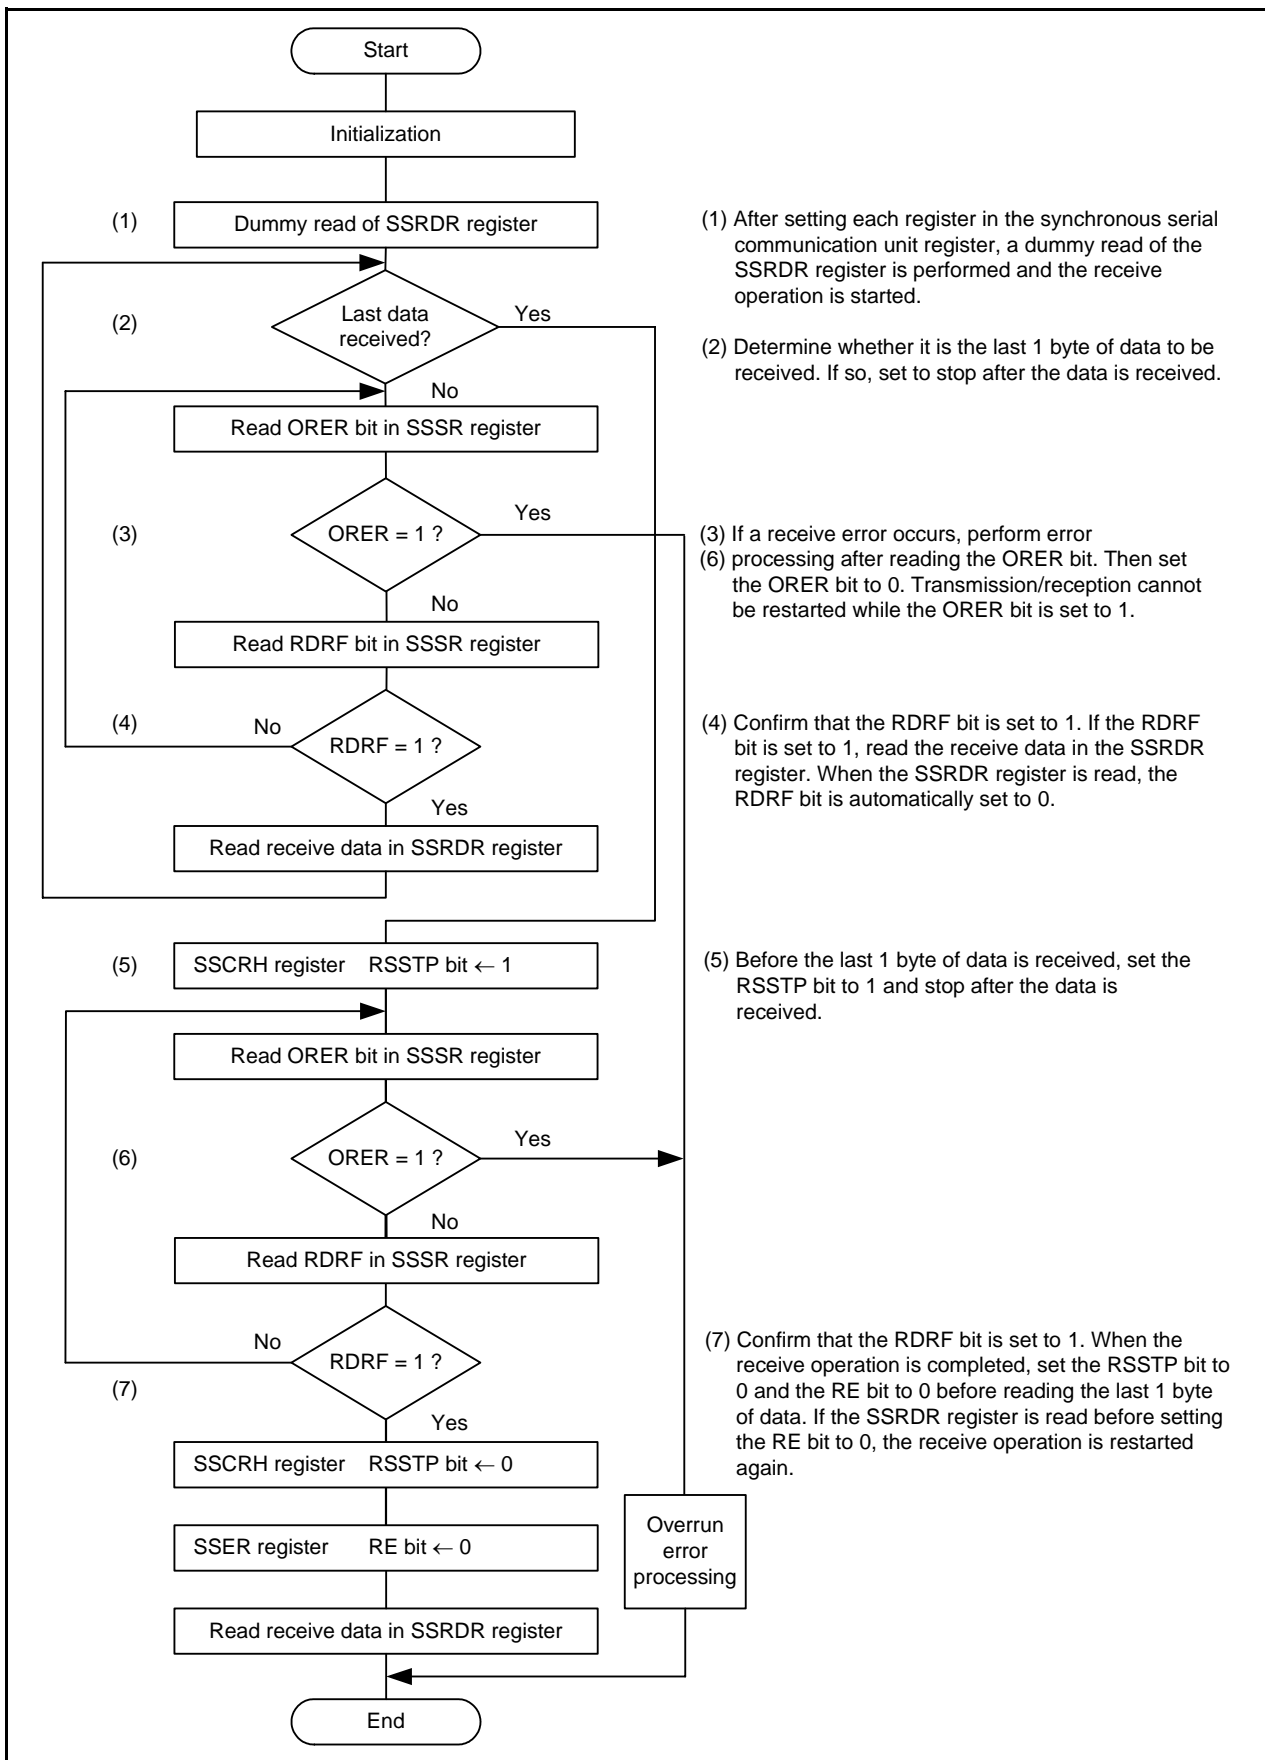 Start
Initialization
(1)
Dummy read of SSRDR register
(1) After setting each register in the synchronous serial
communication unit register, a dummy read of the
SSRDR register is performed and the receive
operation is started.
(2)
Last data
received?
Yes
No
(2) Determine whether it is the last 1 byte of data to be
received. If so, set to stop after the data is received.
Read ORER bit in SSSR register
(3)
ORER = 1 ?
Yes
No
(3) If a receive error occurs, perform error
(6) processing after reading the ORER bit. Then set
the ORER bit to 0. Transmission/reception cannot
be restarted while the ORER bit is set to 1.
Read RDRF bit in SSSR register
(4)
No
RDRF = 1 ?
Yes
(4) Confirm that the RDRF bit is set to 1. If the RDRF
bit is set to 1, read the receive data in the SSRDR
register. When the SSRDR register is read, the
RDRF bit is automatically set to 0.
Read receive data in SSRDR register
(5)
SSCRH register RSSTP bit ← 1
(5) Before the last 1 byte of data is received, set the
RSSTP bit to 1 and stop after the data is
received.
Read ORER bit in SSSR register
(6)
ORER = 1 ?
Yes
No
Read RDRF in SSSR register
No
RDRF = 1 ?
(7)
Yes
(7) Confirm that the RDRF bit is set to 1. When the
receive operation is completed, set the RSSTP bit to
0 and the RE bit to 0 before reading the last 1 byte
of data. If the SSRDR register is read before setting
the RE bit to 0, the receive operation is restarted
again.
SSCRH register RSSTP bit ← 0
SSER register RE bit ← 0
Overrun
error
processing
Read receive data in SSRDR register
End